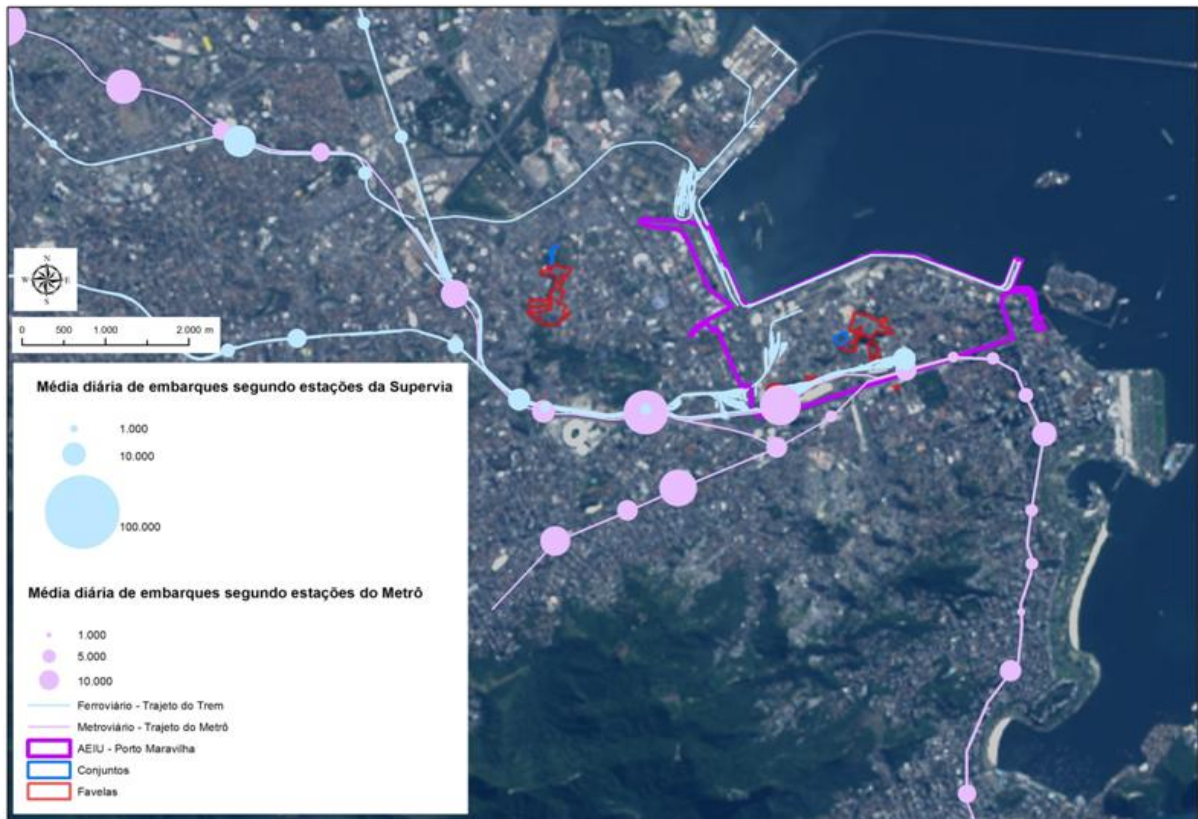 N
W E
S
0 500 1.000 2.000 m
Média diária de embarques segundo estações da Supervia
1.000
10.000
100.000
Média diária de embarques segundo estações do Metrô
1.000
5.000
10.000
Ferroviário - Trajeto do Trem
Metroviário - Trajeto do Metrô
AEIU - Porto Maravilha
Conjuntos
Favelas